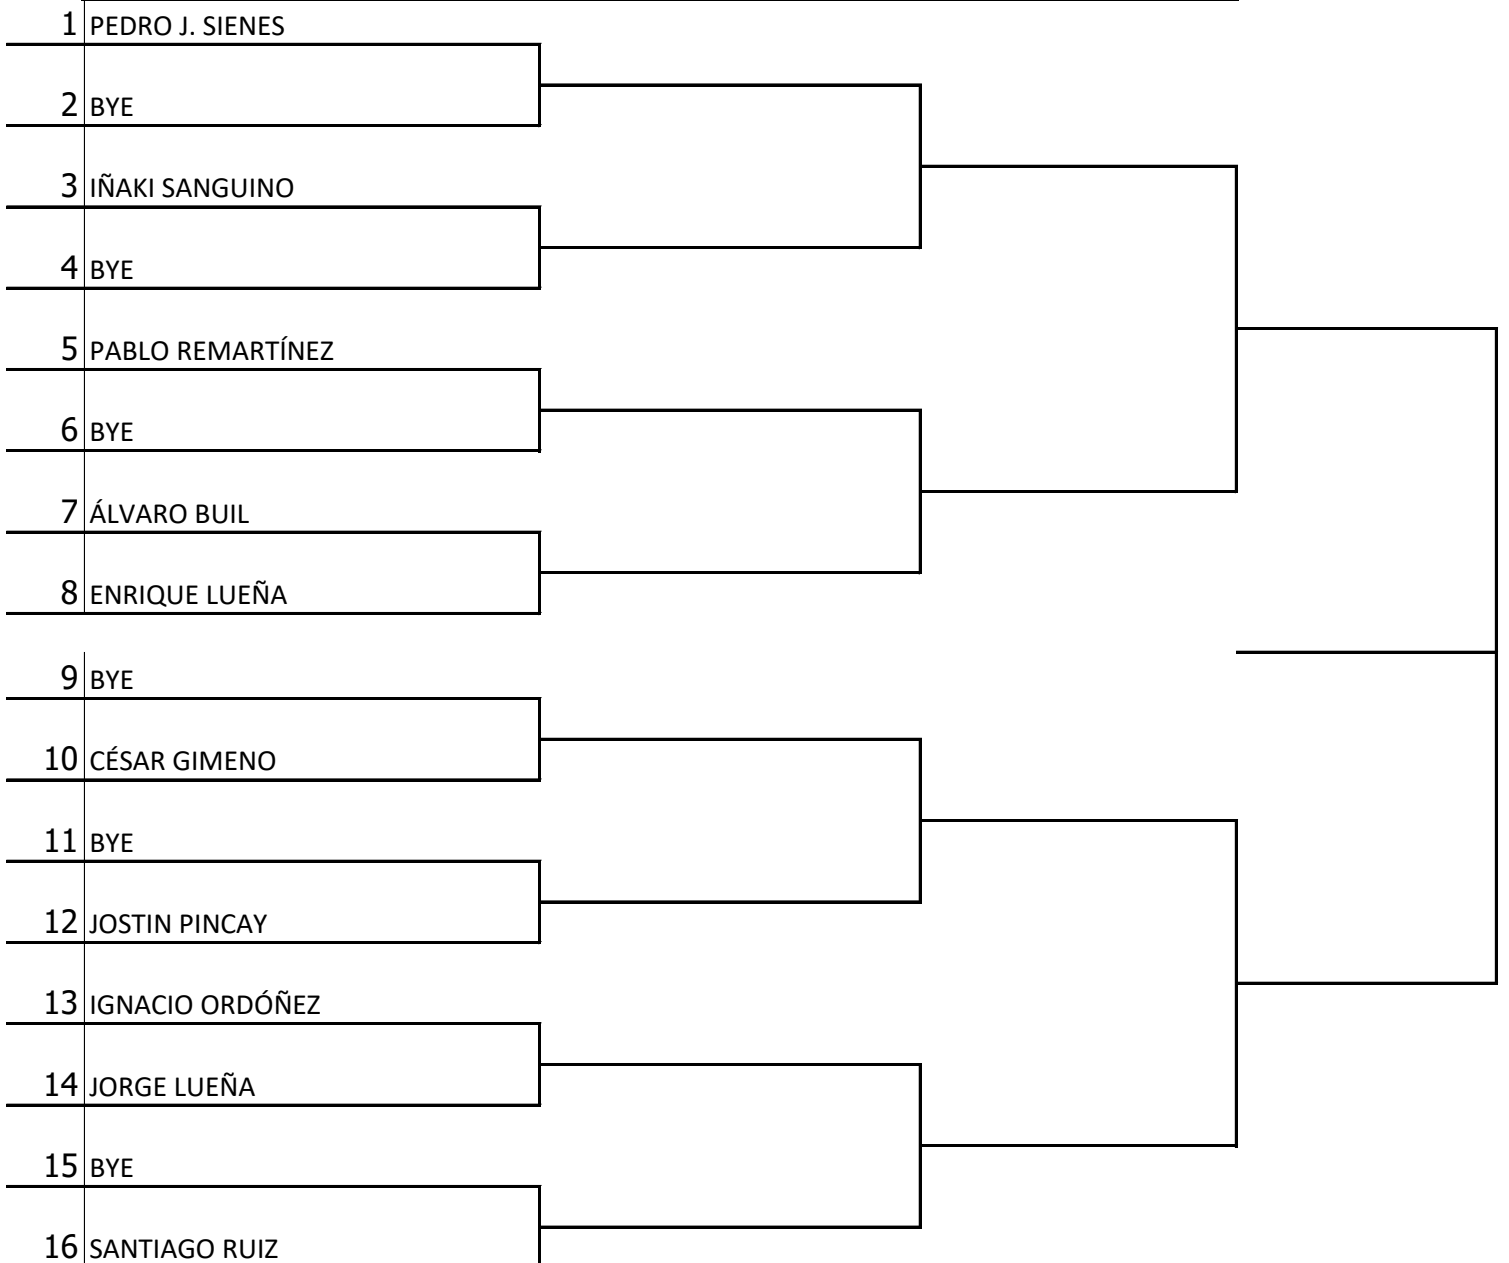 1 PEDRO J. SIENES
2 BYE
3 IÑAKI SANGUINO
4 BYE
5 PABLO REMARTÍNEZ
6 BYE
7 ÁLVARO BUIL
8 ENRIQUE LUEÑA
9 BYE
10 CÉSAR GIMENO
11 BYE
12 JOSTIN PINCAY
13 IGNACIO ORDÓÑEZ
14 JORGE LUEÑA
15 BYE
16 SANTIAGO RUIZ